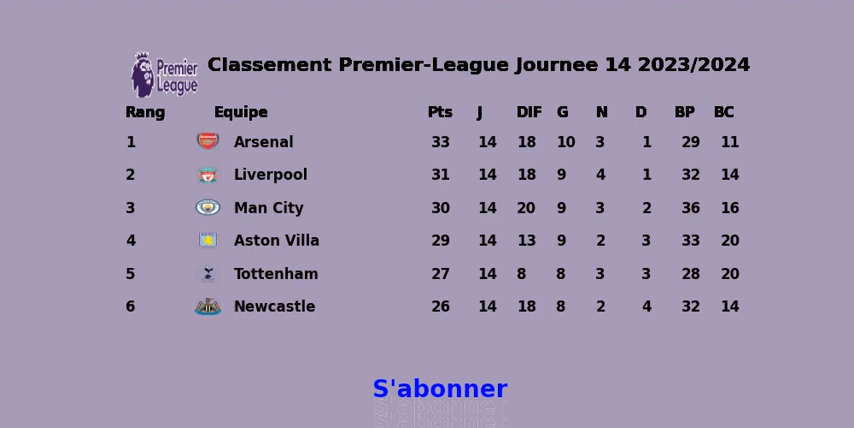 Premier League
Classement Premier-League Journee 14 2023/2024
Rang Equipe Pts J DIF G N D BP BC
1 Arsenal 33 14 18 10 3 1 29 11
2 Liverpool 31 14 18 9 4 1 32 14
3 Man City 30 14 20 9 3 2 36 16
4 Aston Villa 29 14 13 9 2 3 33 20
5 Tottenham 27 14 8 8 3 3 28 20
6 Newcastle 26 14 18 8 2 4 32 14
S'abonner